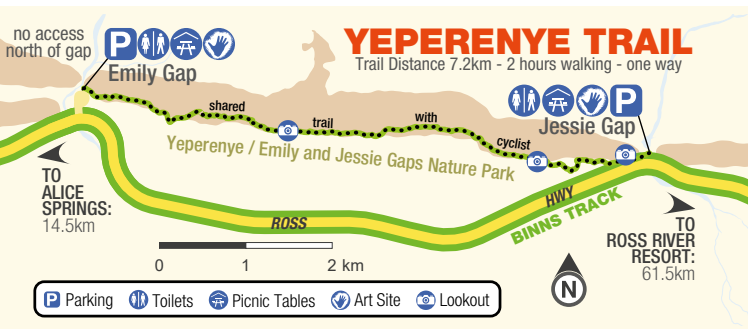 no access
north of gap
P
Emily Gap
YEPERENYE TRAIL
Trail Distance 7.2km - 2 hours walking - one way
P
Jessie Gap
shared
trail
with
cyclist
Yeperenye / Emily and Jessie Gaps Nature Park
TO
ALICE
SPRINGS:
14.5km
ROSS
HWY
BINNS TRACK
TO
ROSS RIVER
RESORT:
61.5km
0 1 2 km
N
P Parking Toilets Picnic Tables Art Site Lookout